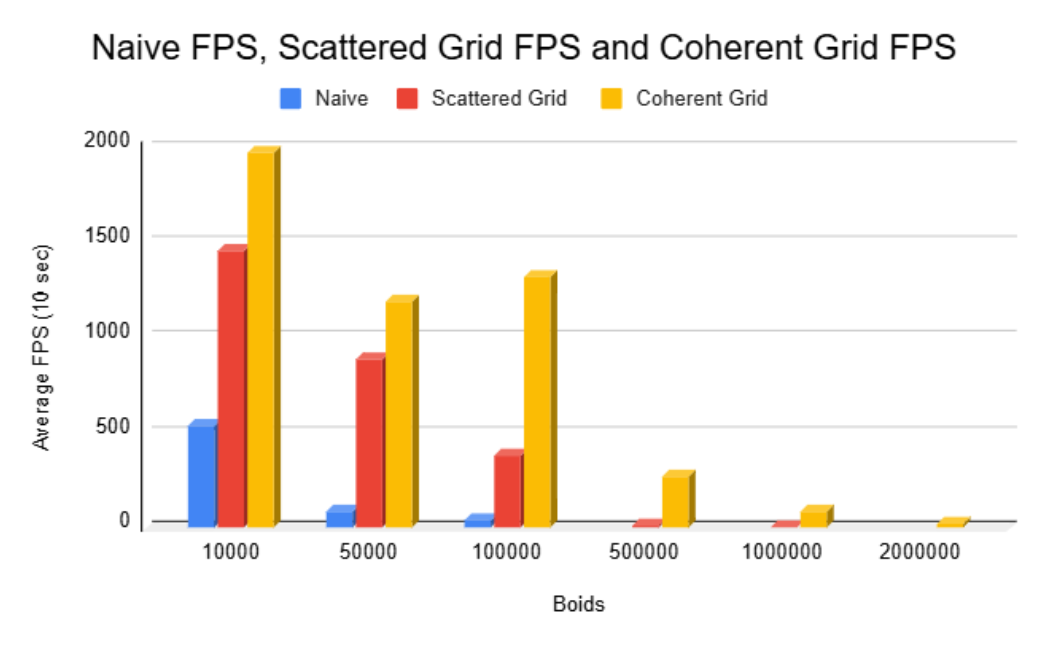 Naive FPS, Scattered Grid FPS and Coherent Grid FPS
Naive Scattered Grid Coherent Grid
2000
1500
1000
500
0
Average FPS (10 sec)
10000 50000 100000 500000 1000000 2000000
Boids